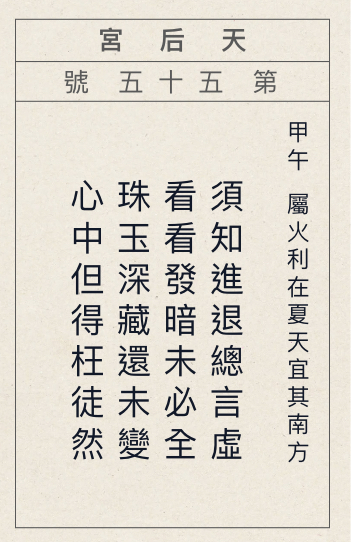 天后宮
第五十五號
甲午 屬火利在夏天宜其南方
須知進退總言虛
看看發暗未必全
珠玉深藏還未變
心中但得枉徒然